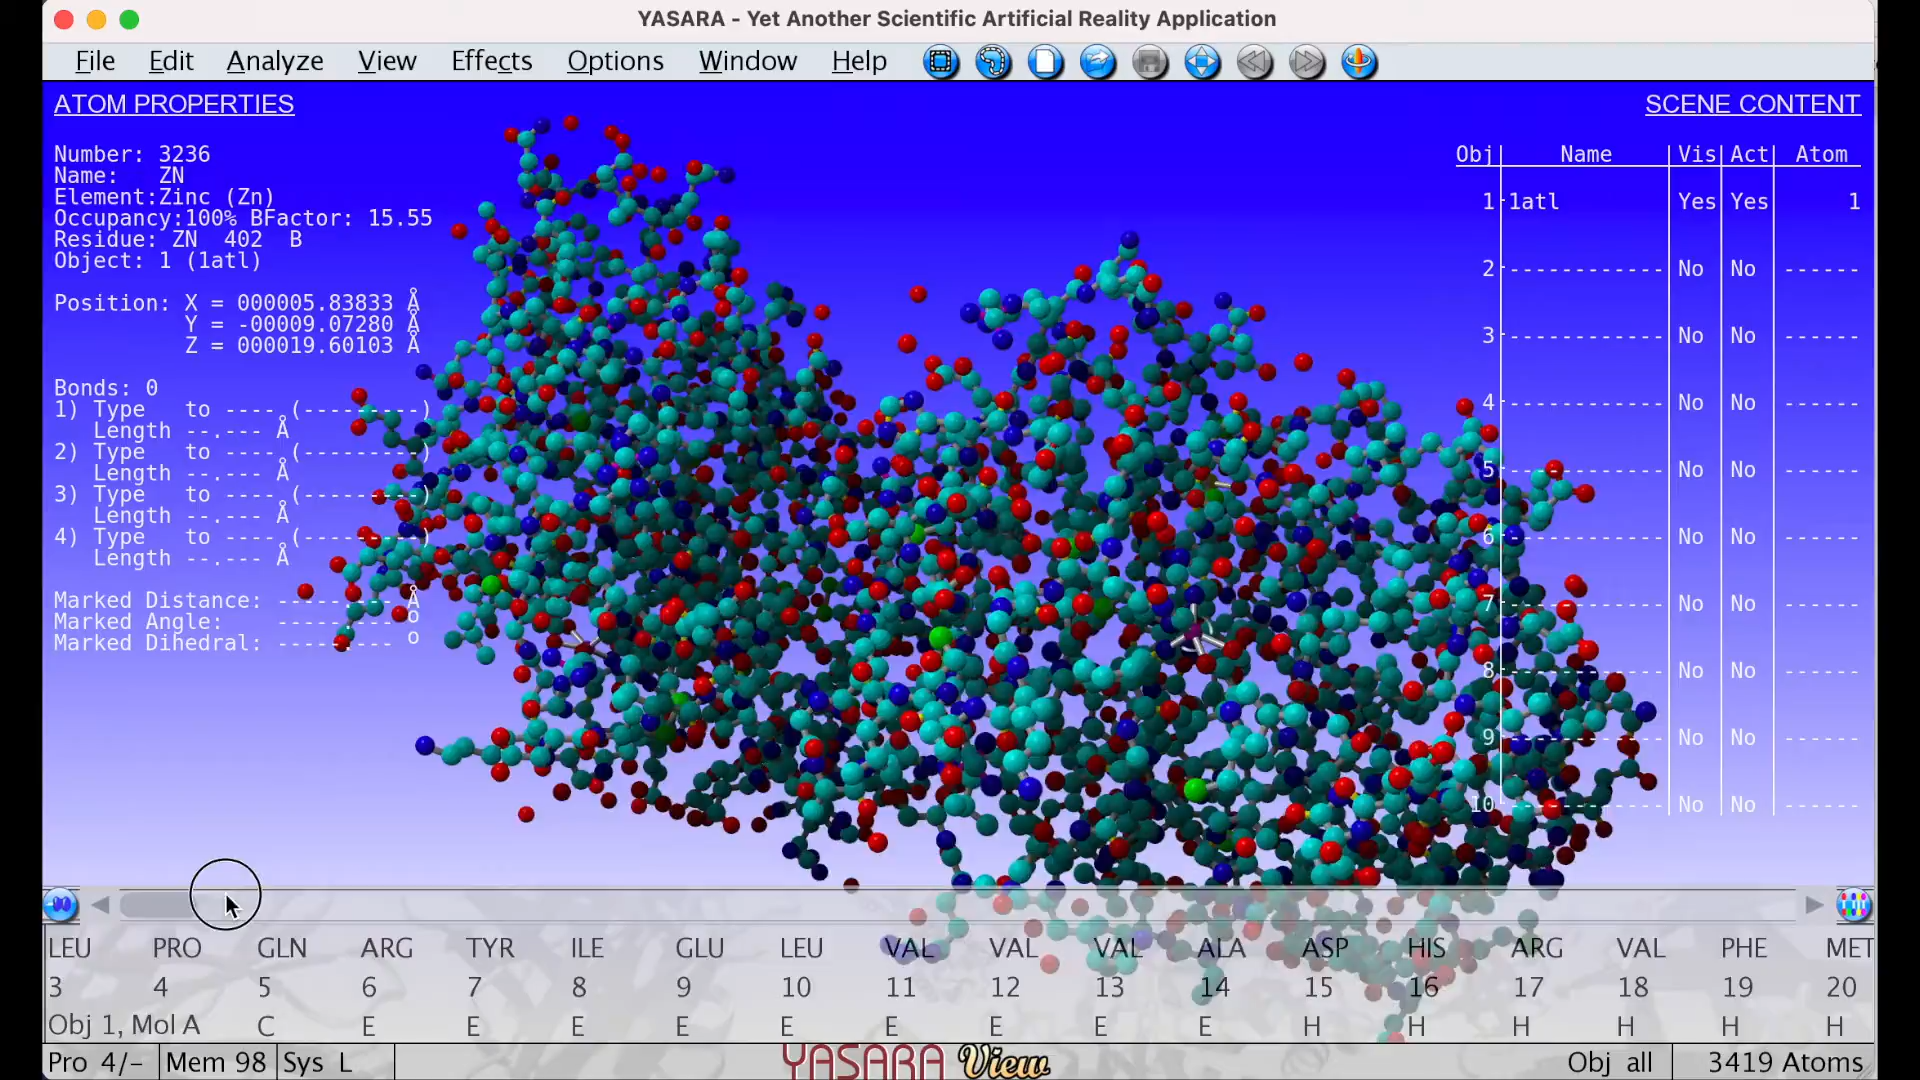 YASARA - Yet Another Scientific Artificial Reality Application
File Edit Analyze View Effects Options Window Help
ATOM PROPERTIES
Number: 3236
Name: ZN
Element:Zinc (Zn)
Occupancy:100% BFactor: 15.55
Residue: ZN 402 B
Object: 1 (1atl)
Position: X = 000005.83833 Å
Y = -00009.07280 Å
Z = 000019.60103 Å
Bonds: 0
1) Type to ---- (---------)
Length --.--- Å
2) Type to ---- (---------)
Length --.--- Å
3) Type to ---- (---------)
Length --.--- Å
4) Type to ---- (---------)
Length --.--- Å
Marked Distance: -----.--- Å
Marked Angle: -----.--- o
Marked Dihedral: -----.--- o
SCENE CONTENT
Obj Name Vis Act Atom
1 1atl Yes Yes 1
2 ------------ No No ------
3 ------------ No No ------
4 ------------ No No ------
5 ------------ No No ------
6 ------------ No No ------
7 ------------ No No ------
8 ------------ No No ------
9 ------------ No No ------
10 ------------ No No ------
LEU PRO GLN ARG TYR ILE GLU LEU VAL VAL VAL ALA ASP HIS ARG VAL PHE MET
3 4 5 6 7 8 9 10 11 12 13 14 15 16 17 18 19 20
Obj 1, Mol A C E E E E E E E E E H H H H H H
Pro 4/- Mem 98 Sys L YASARA View Obj all 3419 Atoms